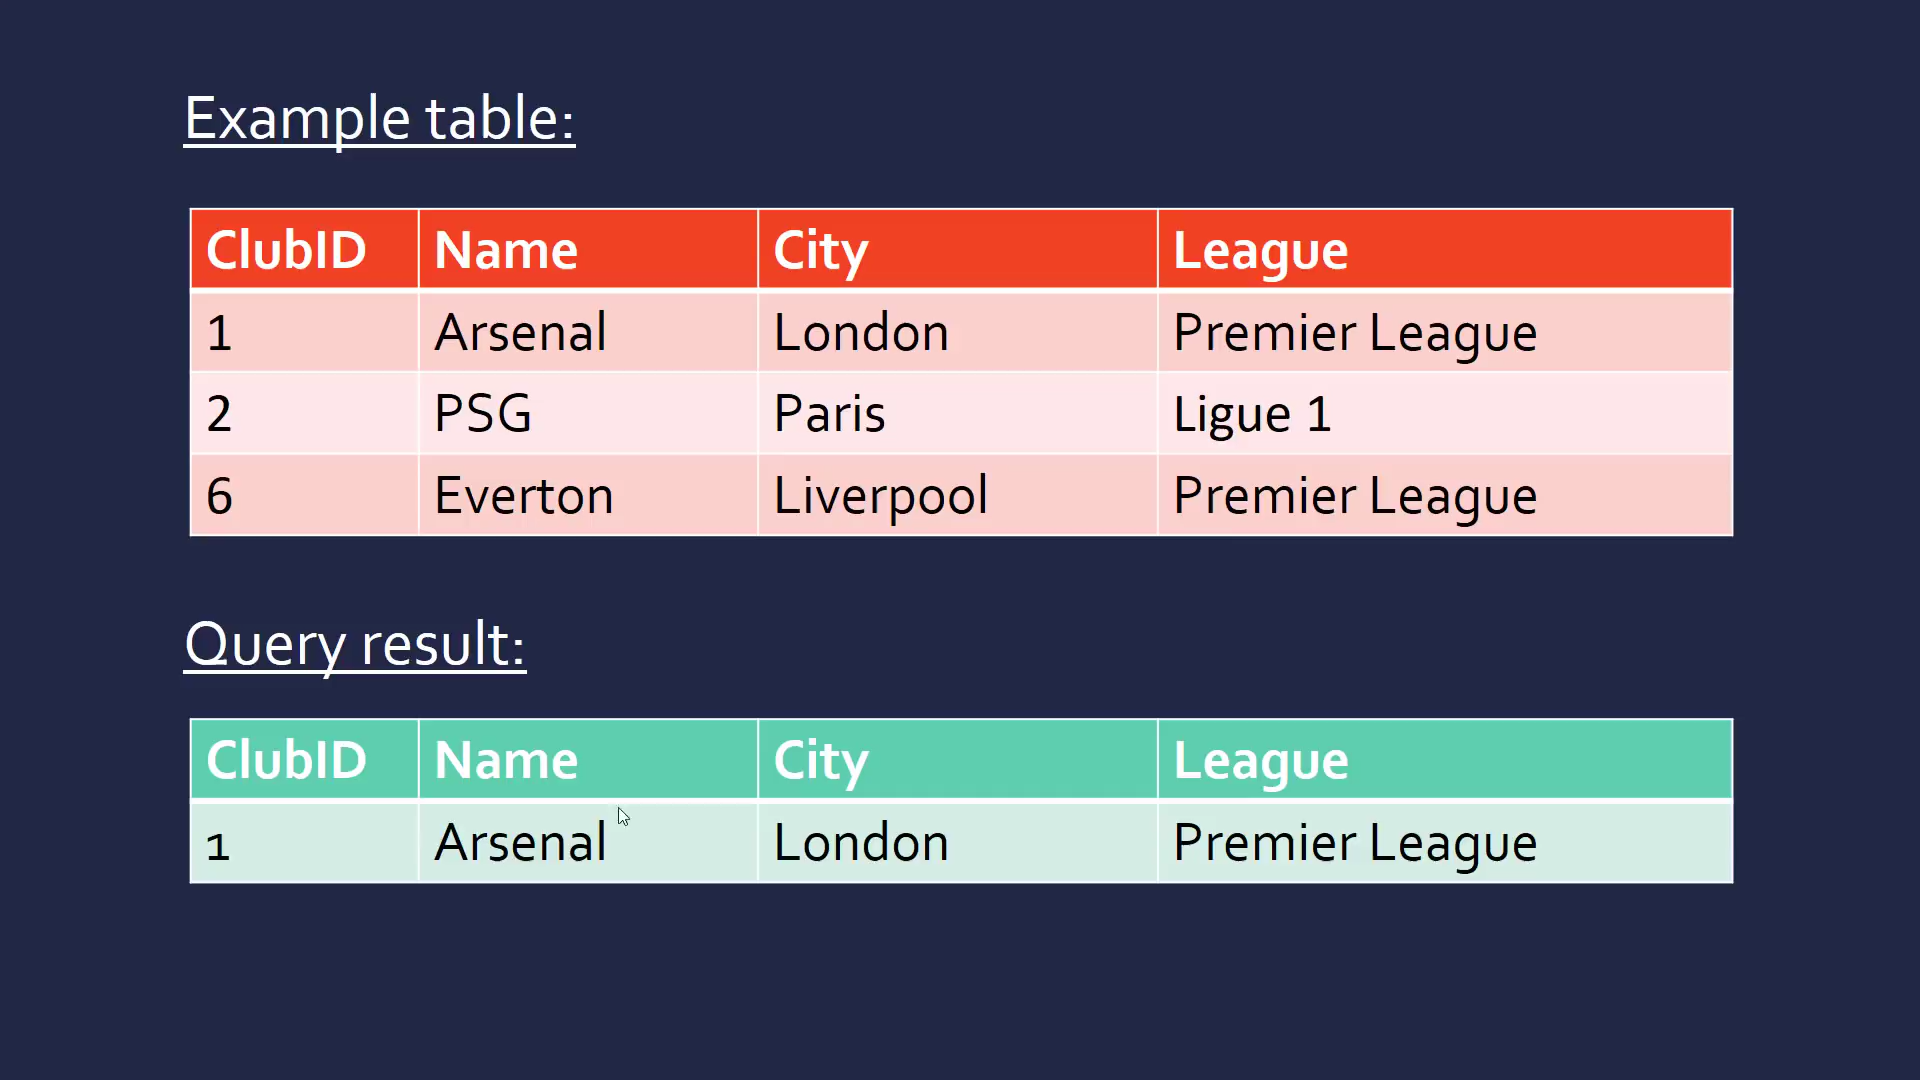 Example table:
ClubID Name City League
1 Arsenal London Premier League
2 PSG Paris Ligue 1
6 Everton Liverpool Premier League
Query result:
ClubID Name City League
1 Arsenal London Premier League